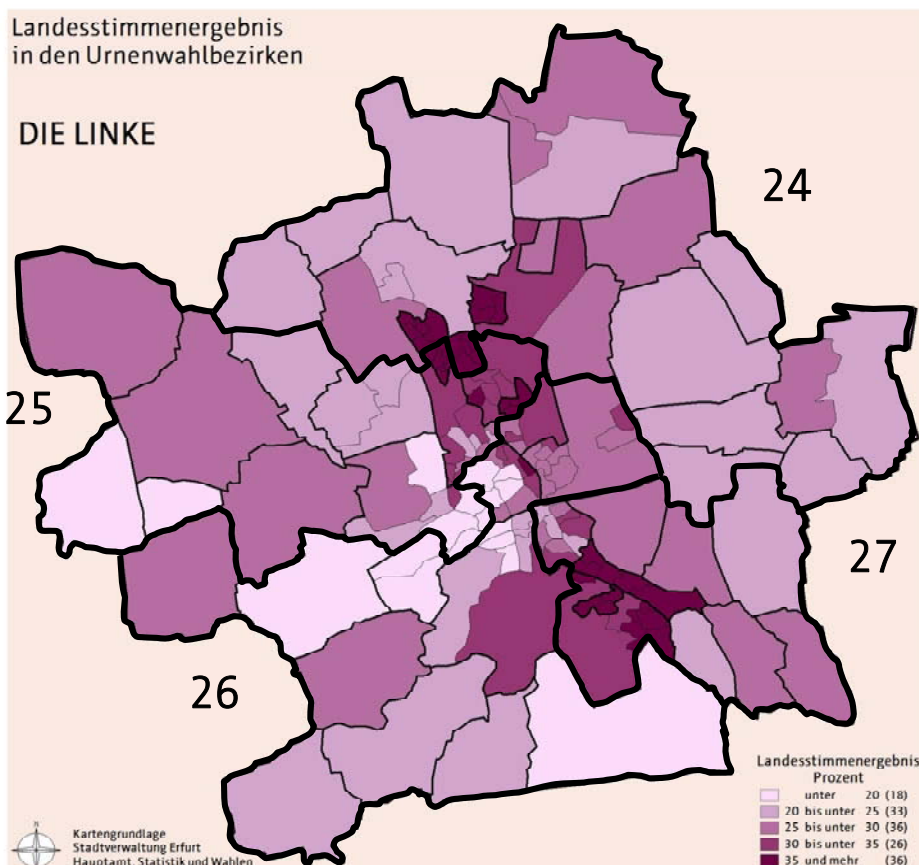 Landesstimmenergebnis
in den Urnenwahlbezirken
DIE LINKE
24
25
27
26
Landesstimmenergebnis
Prozent
unter 20 (18)
20 bis unter 25 (33)
25 bis unter 30 (36)
30 bis unter 35 (26)
35 und mehr (36)
N
Kartengrundlage
Stadtverwaltung Erfurt
Hauptamt, Statistik und Wahlen